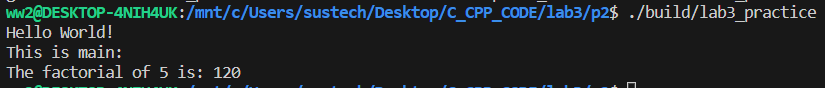 ww2@DESKTOP-4NIH4UK:/mnt/c/Users/sustech/Desktop/C_CPP_CODE/lab3/p2$ ./build/lab3_practice
Hello World!
This is main:
The factorial of 5 is: 120